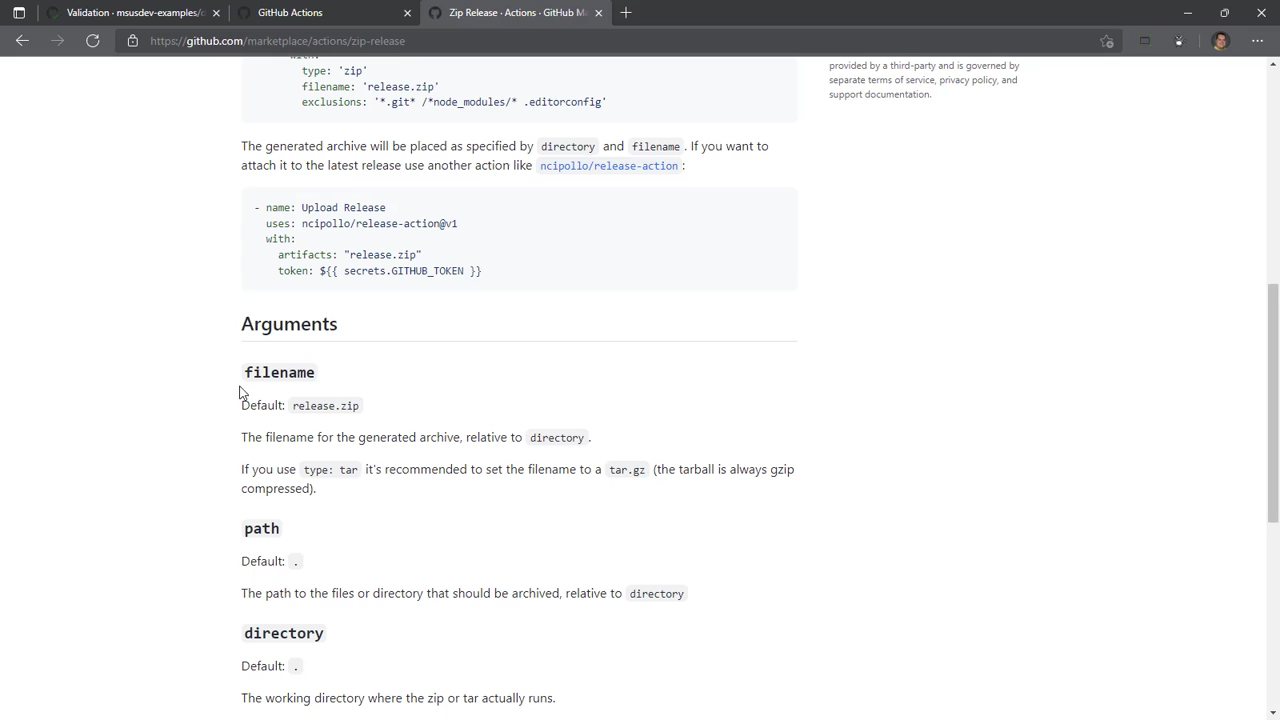 Validation · msusdev-examples/
GitHub Actions
Zip Release · Actions · GitHub M
https://github.com/marketplace/actions/zip-release
with:
type: 'zip'
filename: 'release.zip'
exclusions: '*.git* /*node_modules/* .editorconfig'
provided by a third-party and is governed by
separate terms of service, privacy policy, and
support documentation.
The generated archive will be placed as specified by directory and filename. If you want to
attach it to the latest release use another action like ncipollo/release-action:
- name: Upload Release
uses: ncipollo/release-action@v1
with:
artifacts: "release.zip"
token: ${{ secrets.GITHUB_TOKEN }}
Arguments
filename
Default: release.zip
The filename for the generated archive, relative to directory.
If you use type: tar it's recommended to set the filename to a tar.gz (the tarball is always gzip
compressed).
path
Default: .
The path to the files or directory that should be archived, relative to directory
directory
Default: .
The working directory where the zip or tar actually runs.